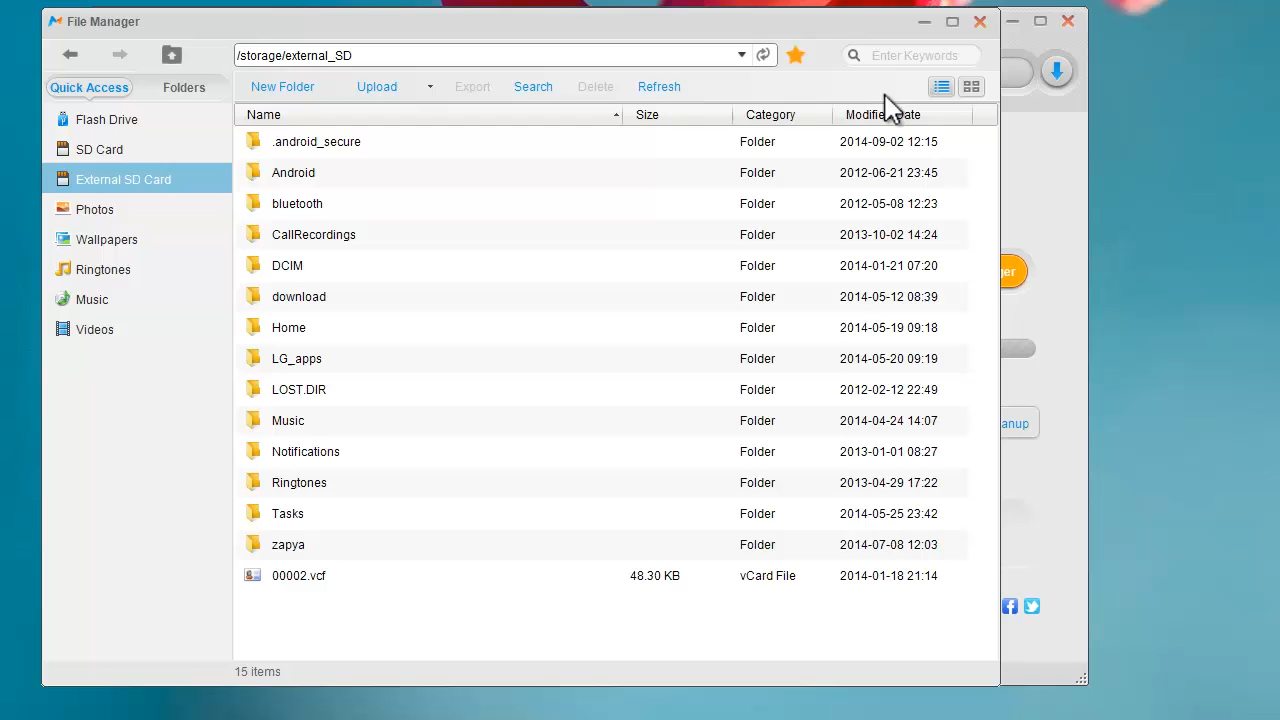 File Manager
/storage/external_SD
Enter Keywords
Quick Access
Folders
New Folder
Upload
Export
Search
Delete
Refresh
Name
Size
Category
Flash Drive
SD Card
External SD Card
Photos
Wallpapers
Ringtones
Music
Videos
.android_secure Folder 2014-09-02 12:15
Android Folder 2012-06-21 23:45
bluetooth Folder 2012-05-08 12:23
CallRecordings Folder 2013-10-02 14:24
DCIM Folder 2014-01-21 07:20
download Folder 2014-05-12 08:39
Home Folder 2014-05-19 09:18
LG_apps Folder 2014-05-20 09:19
LOST.DIR Folder 2012-02-12 22:49
Music Folder 2014-04-24 14:07
Notifications Folder 2013-01-01 08:27
Ringtones Folder 2013-04-29 17:22
Tasks Folder 2014-05-25 23:42
zapya Folder 2014-07-08 12:03
00002.vcf 48.30 KB vCard File 2014-01-18 21:14
15 items
ger
anup